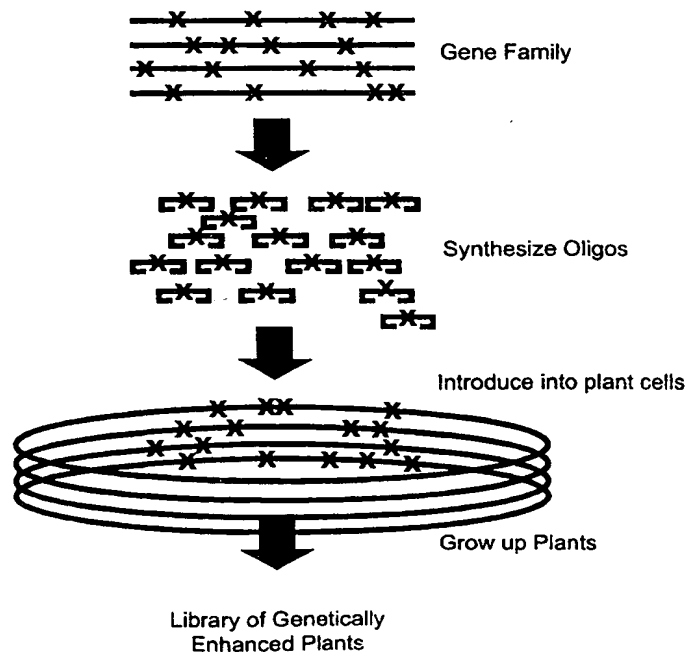 Gene Family
Synthesize Oligos
Introduce into plant cells
Grow up Plants
Library of Genetically
Enhanced Plants